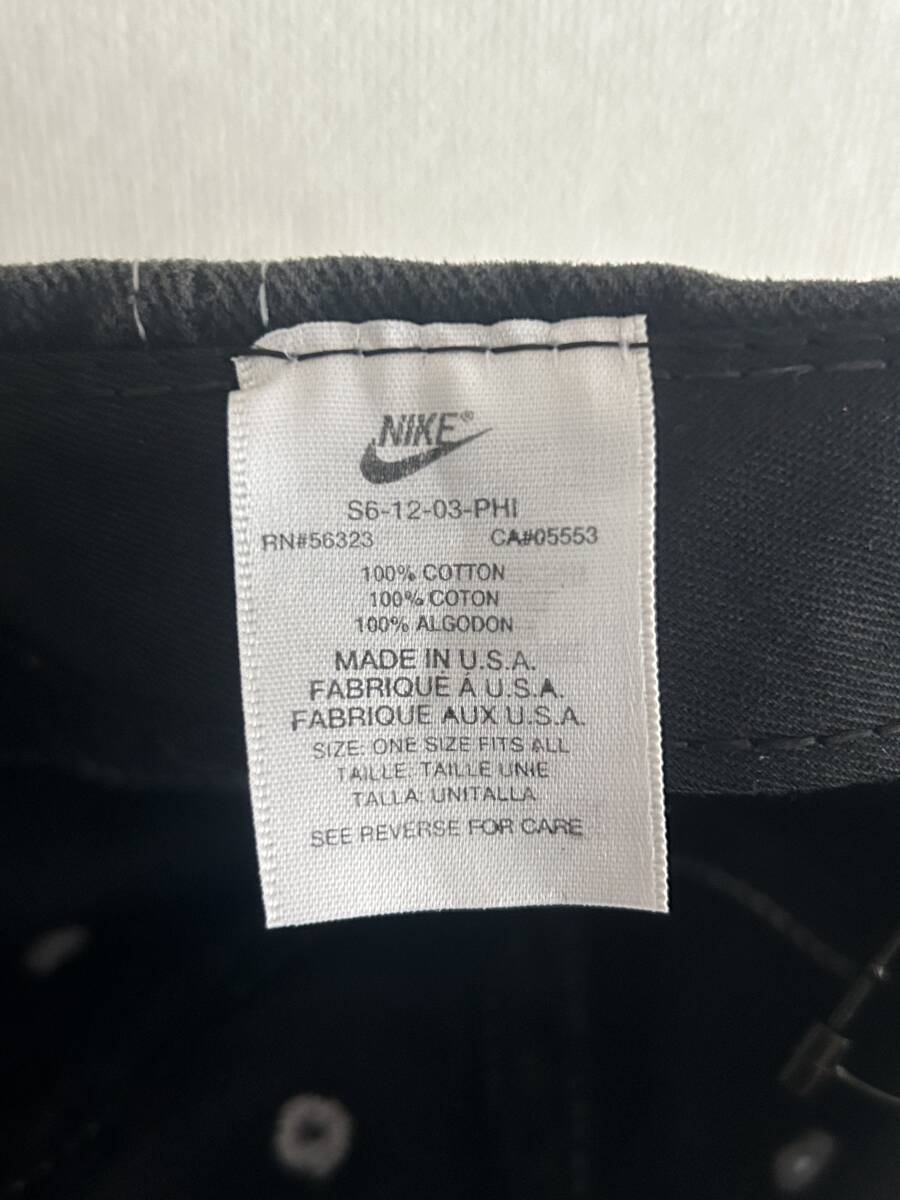 NIKE®
S6-12-03-PHI
RN#56323 CA#05553
100% COTTON
100% COTON
100% ALGODON
MADE IN U.S.A.
FABRIQUÉ À U.S.A.
FABRIQUE AUX U.S.A.
SIZE: ONE SIZE FITS ALL
TAILLE: TAILLE UNIE
TALLA: UNITALLA
SEE REVERSE FOR CARE